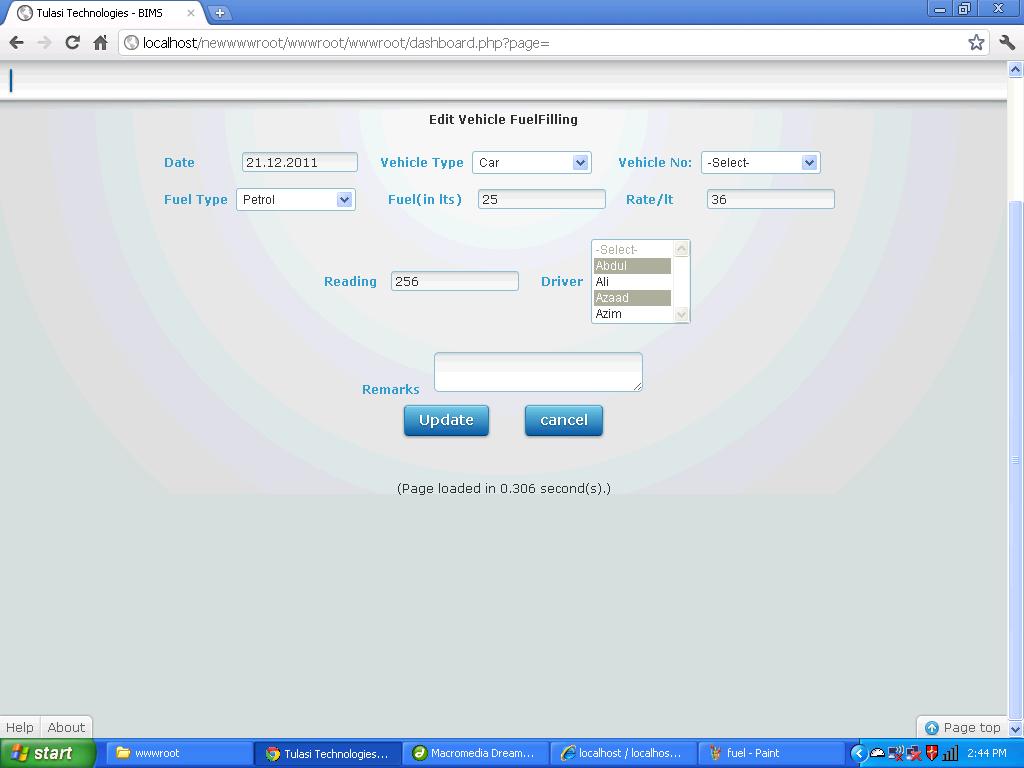 Tulasi Technologies - BIMS
localhost/newwwwroot/wwwroot/wwwroot/dashboard.php?page=
Edit Vehicle FuelFilling
Date 21.12.2011 Vehicle Type Car Vehicle No: -Select-
Fuel Type Petrol Fuel(in lts) 25 Rate/lt 36
-Select-
Abdul
Reading 256 Driver Ali
Azaad
Azim
Remarks
Update cancel
(Page loaded in 0.306 second(s).)
Help About Page top
start wwwroot Tulasi Technologies... Macromedia Dream... localhost / localhos... fuel - Paint 2:44 PM